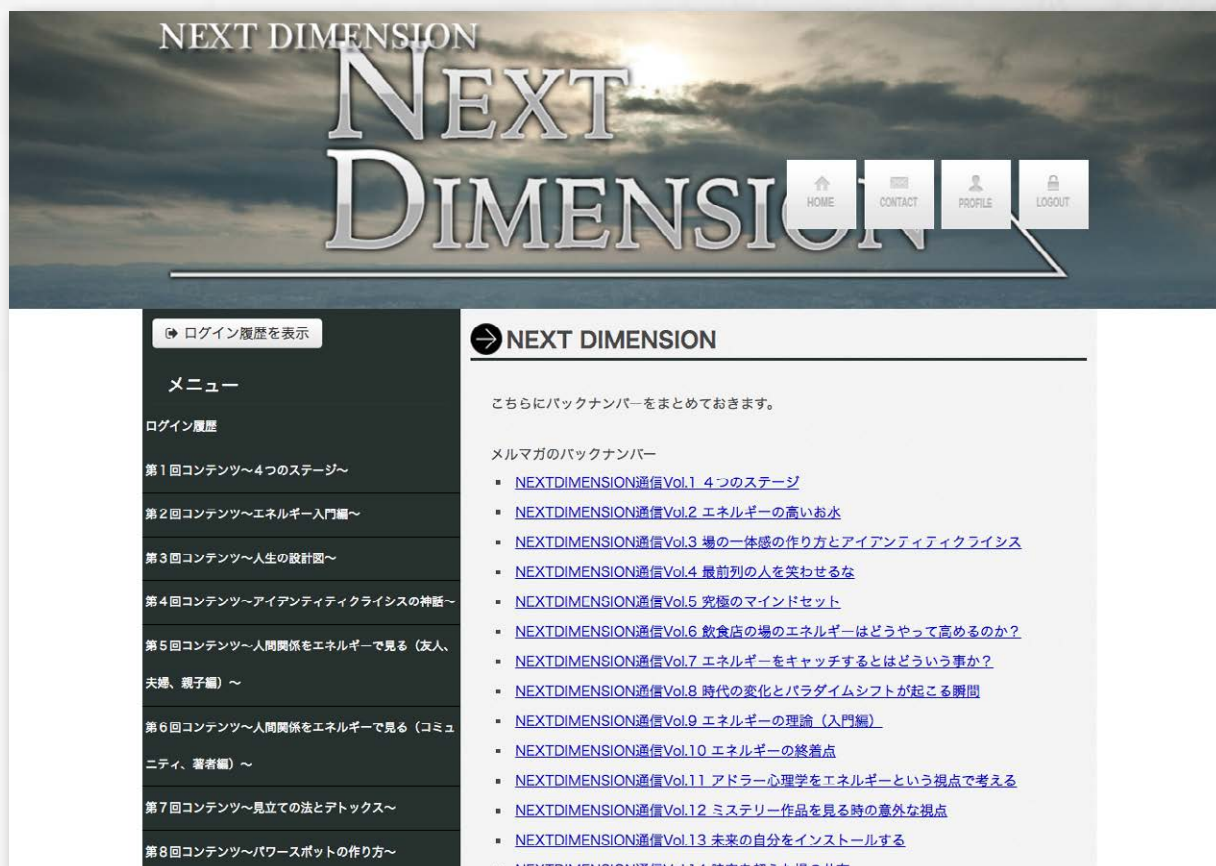 NEXT DIMENSION
NEXT
DIMENSION
HOME
CONTACT
PROFILE
LOGOUT
ログイン履歴を表示
メニュー
ログイン履歴
第1回コンテンツ〜4つのステージ〜
第2回コンテンツ〜エネルギー入門編〜
第3回コンテンツ〜人生の設計図〜
第4回コンテンツ〜アイデンティティクライシスの神話〜
第5回コンテンツ〜人間関係をエネルギーで見る（友人、
夫婦、親子編）〜
第6回コンテンツ〜人間関係をエネルギーで見る（コミュ
ニティ、著者編）〜
第7回コンテンツ〜見立ての法とデトックス〜
第8回コンテンツ〜パワースポットの作り方〜
NEXT DIMENSION
こちらにバックナンバーをまとめておきます。
メルマガのバックナンバー
NEXTDIMENSION通信Vol.1 4つのステージ
NEXTDIMENSION通信Vol.2 エネルギーの高いお水
NEXTDIMENSION通信Vol.3 場の一体感の作り方とアイデンティティクライシス
NEXTDIMENSION通信Vol.4 最前列の人を笑わせるな
NEXTDIMENSION通信Vol.5 究極のマインドセット
NEXTDIMENSION通信Vol.6 飲食店の場のエネルギーはどうやって高めるのか？
NEXTDIMENSION通信Vol.7 エネルギーをキャッチするとはどういう事か？
NEXTDIMENSION通信Vol.8 時代の変化とパラダイムシフトが起こる瞬間
NEXTDIMENSION通信Vol.9 エネルギーの理論（入門編）
NEXTDIMENSION通信Vol.10 エネルギーの終着点
NEXTDIMENSION通信Vol.11 アドラー心理学をエネルギーという視点で考える
NEXTDIMENSION通信Vol.12 ミステリー作品を見る時の意外な視点
NEXTDIMENSION通信Vol.13 未来の自分をインストールする